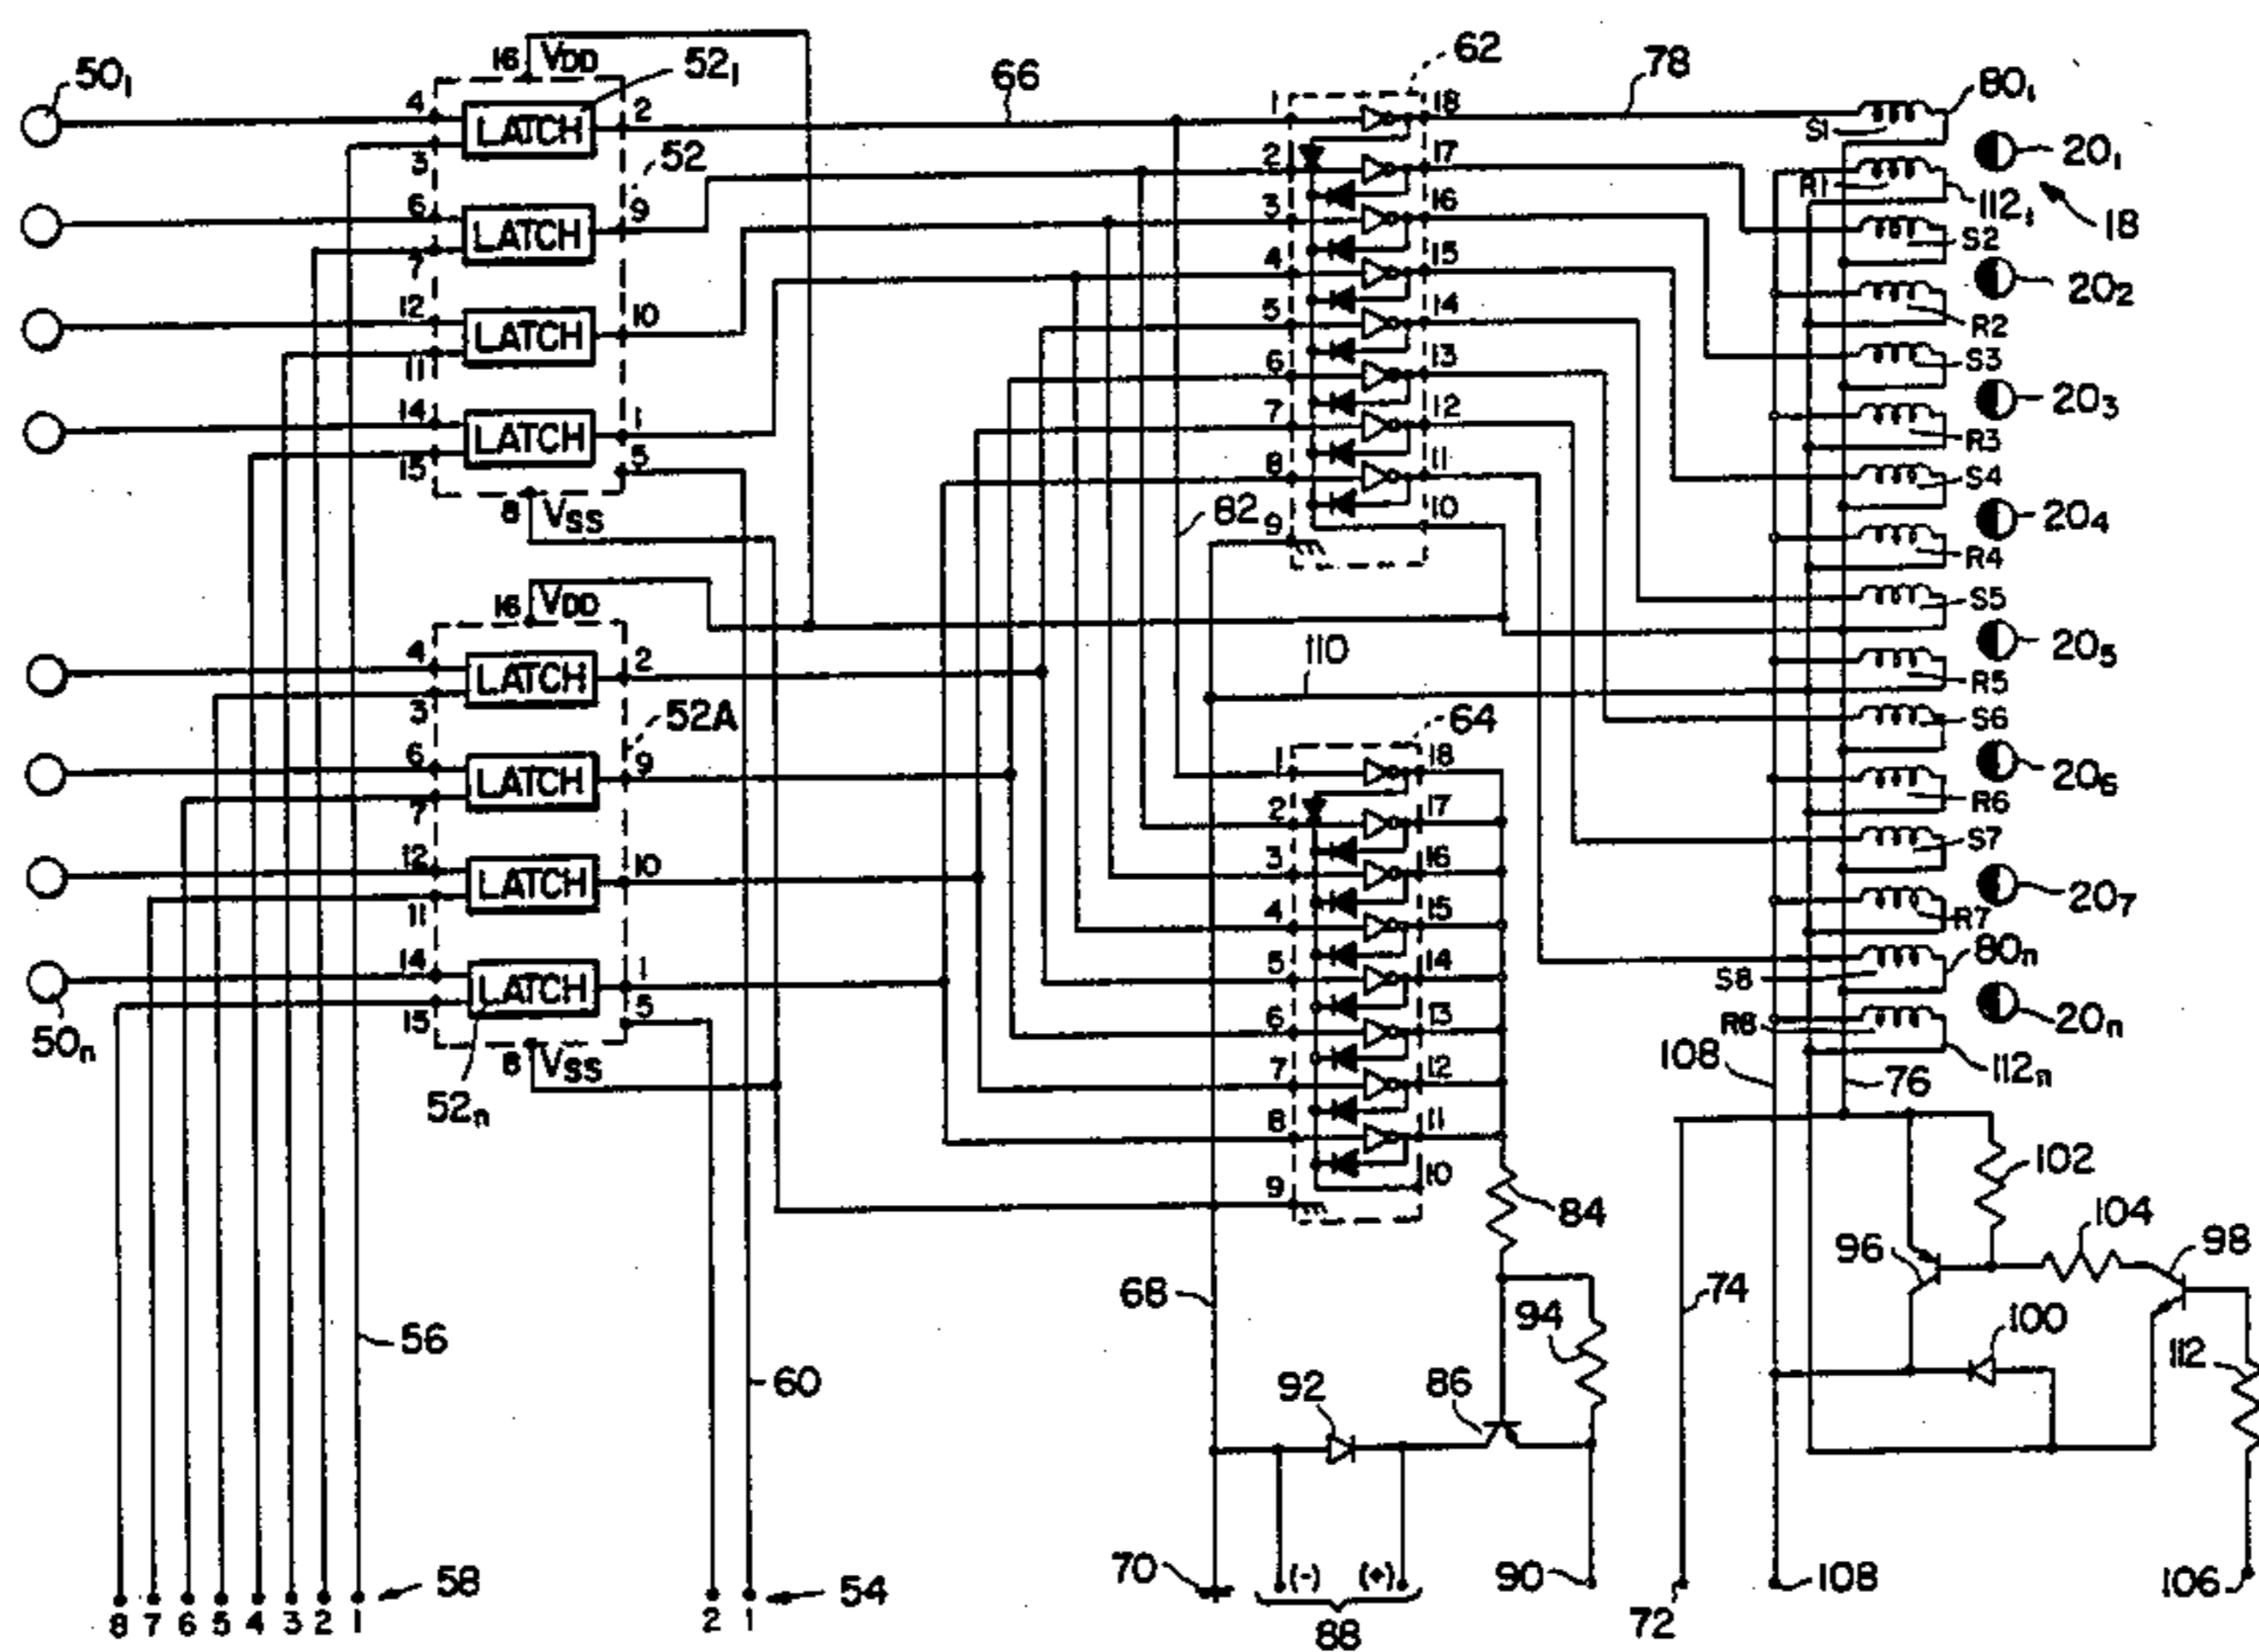 50₁
16 VDD
52₁
4 LATCH 2
3
52
6 LATCH 9
7
12 LATCH 10
11
14 LATCH 1
15 5
8 VSS
16 VDD
4 LATCH 2
3
52A
6 LATCH 9
7
12 LATCH 10
11
14 LATCH 1
15 5
50ₙ
8 VSS
52ₙ
66
62
1 18
2 17
3 16
4 15
5 14
6 13
7 12
8 11
9 10
82
110
64
1 18
2 17
3 16
4 15
5 14
6 13
7 12
8 11
9 10
84
78
S1 80₁
20₁
R1 112₁
18
S2
20₂
R2
S3
20₃
R3
S4
20₄
R4
S5
20₅
R5
S6
20₆
R6
S7
20₇
R7
S8 80ₙ
20ₙ
R8 112ₙ
108
76
102
96 104 98
100
112
68 74
94
92 86
56
60
8 7 6 5 4 3 2 1 58
2 1 54
70 (-) (+) 90
88
72 108 106